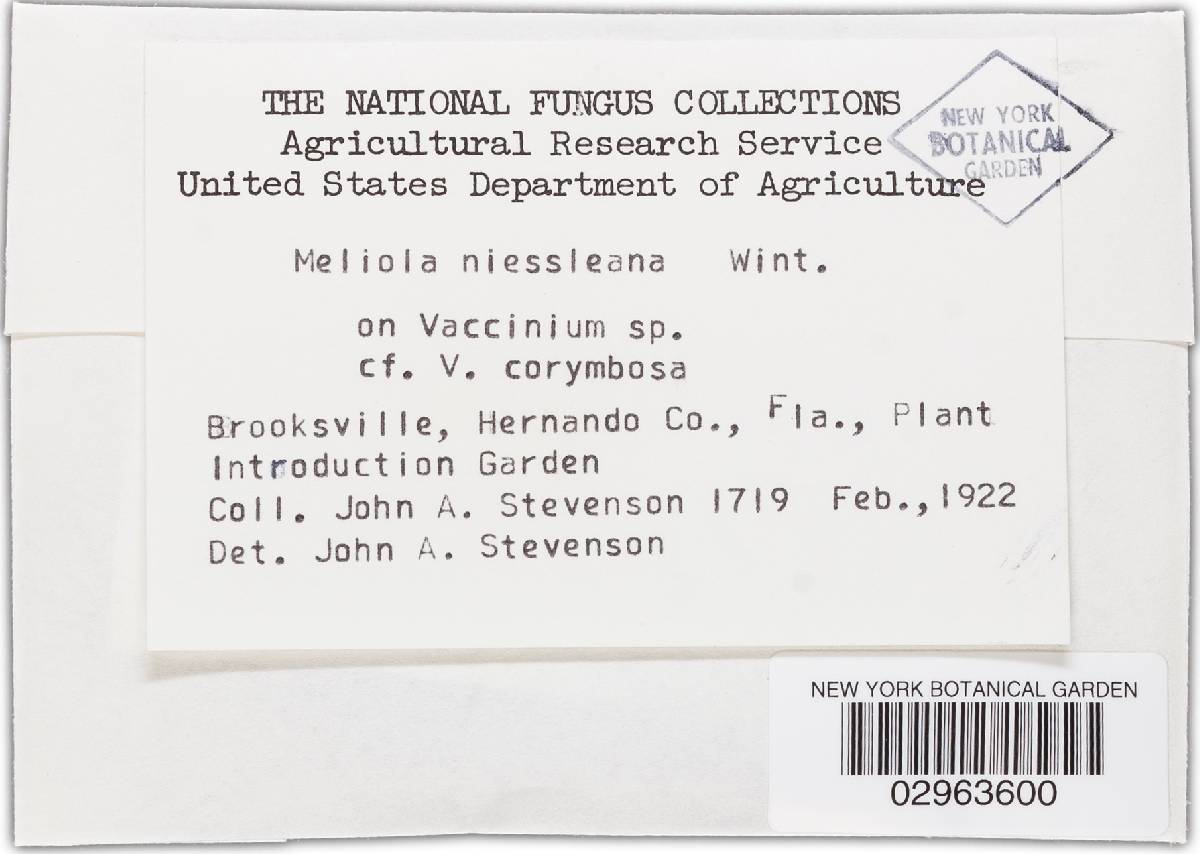 THE NATIONAL FUNGUS COLLECTIONS
Agricultural Research Service
United States Department of Agriculture
NEW YORK
BOTANICAL
GARDEN
Meliola niessleana Wint.
on Vaccinium sp.
cf. V. corymbosa
Brooksville, Hernando Co., Fla., Plant
Introduction Garden
Coll. John A. Stevenson 1719 Feb.,1922
Det. John A. Stevenson
NEW YORK BOTANICAL GARDEN
02963600